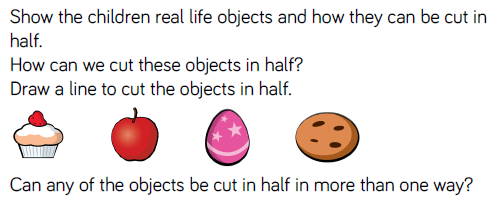 Show the children real life objects and how they can be cut in
half.
How can we cut these objects in half?
Draw a line to cut the objects in half.
Can any of the objects be cut in half in more than one way?